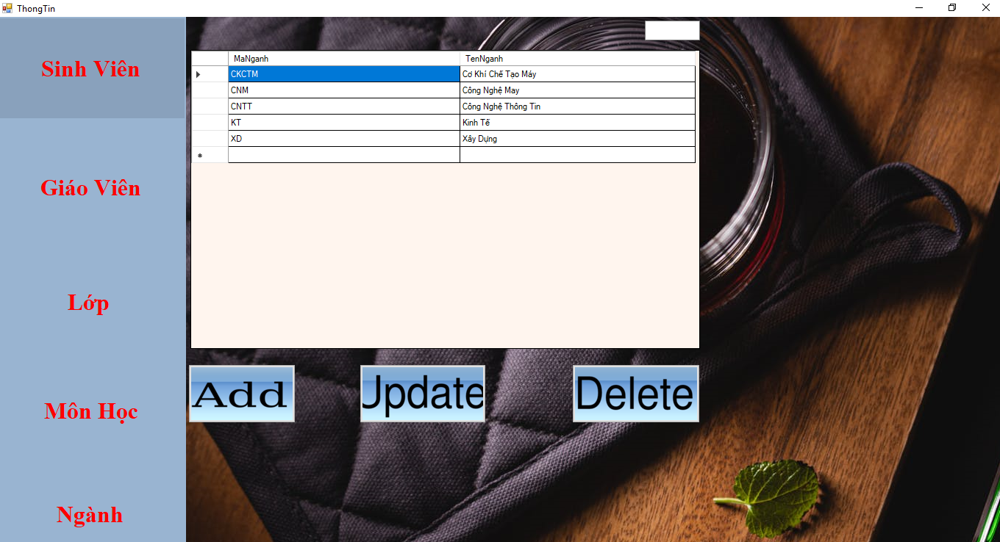 ThongTin
Sinh Viên
Giáo Viên
Lớp
Môn Học
Ngành
MaNganh TenNganh
CKCTM Cơ Khí Chế Tạo Máy
CNM Công Nghệ May
CNTT Công Nghệ Thông Tin
KT Kinh Tế
XD Xây Dựng
Add Update Delete